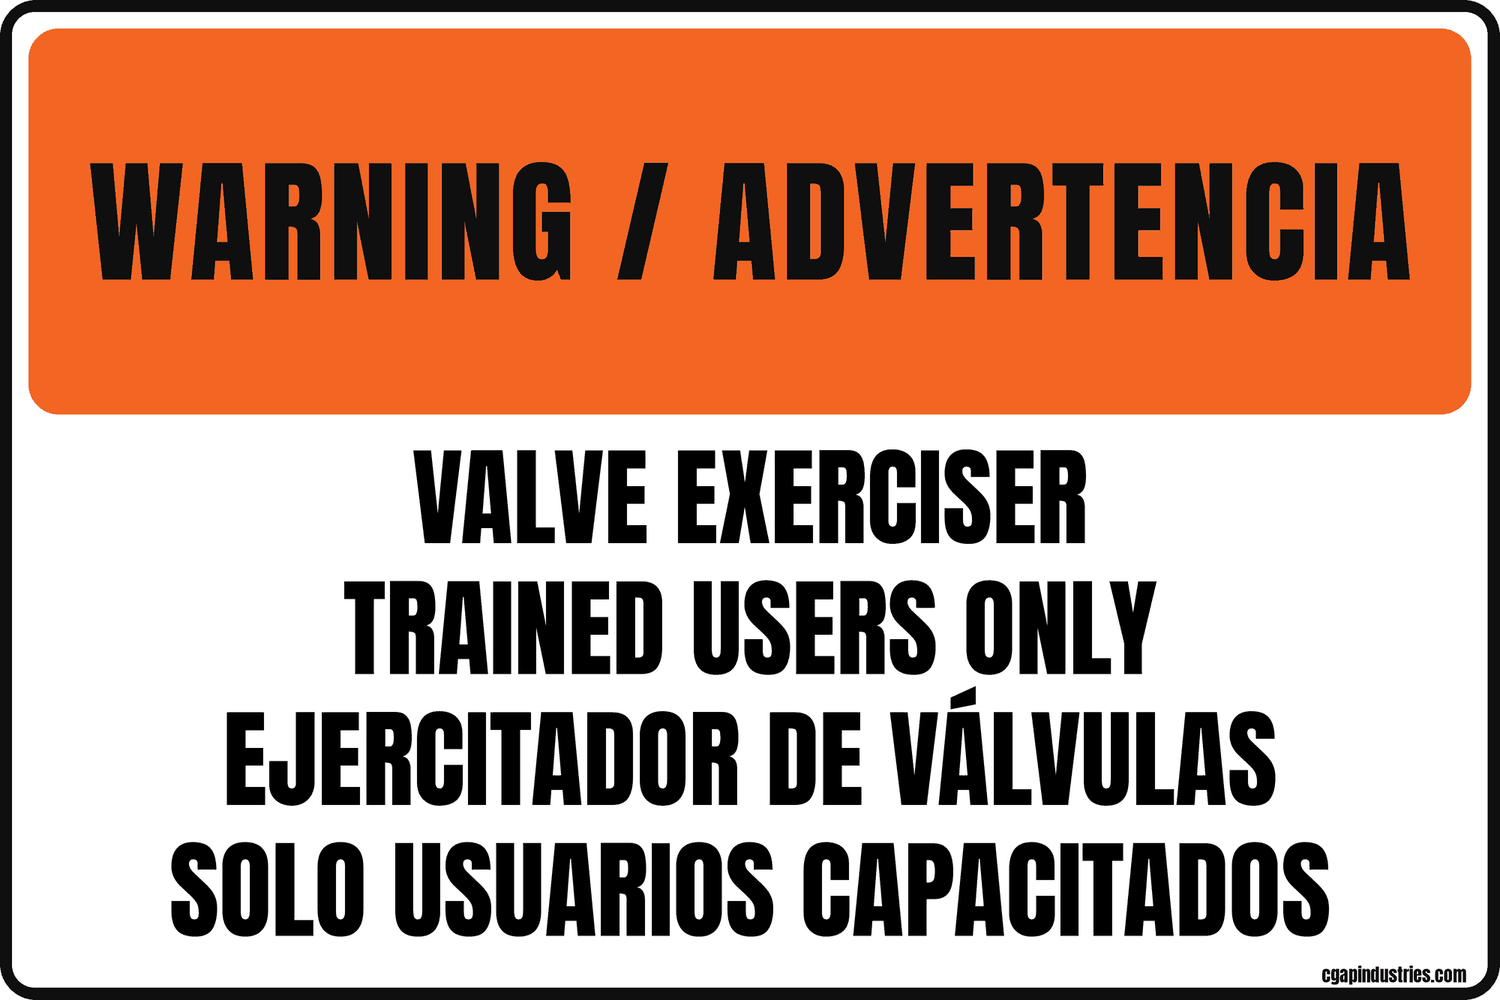 WARNING / ADVERTENCIA
VALVE EXERCISER
TRAINED USERS ONLY
EJERCITADOR DE VÁLVULAS
SOLO USUARIOS CAPACITADOS
cgapindustries.com